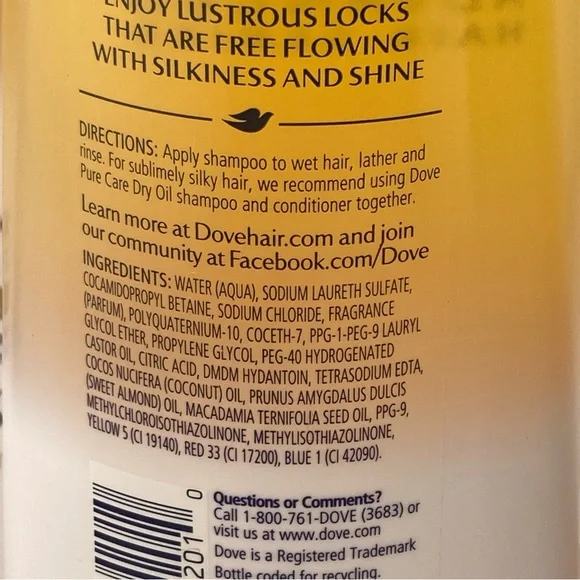 ENJOY LUSTROUS LOCKS
THAT ARE FREE FLOWING
WITH SILKINESS AND SHINE
DIRECTIONS: Apply shampoo to wet hair, lather and
rinse. For sublimely silky hair, we recommend using Dove
Pure Care Dry Oil shampoo and conditioner together.
Learn more at Dovehair.com and join
our community at Facebook.com/Dove
INGREDIENTS: WATER (AQUA), SODIUM LAURETH SULFATE,
COCAMIDOPROPYL BETAINE, SODIUM CHLORIDE, FRAGRANCE
(PARFUM), POLYQUATERNIUM-10, COCETH-7, PPG-1-PEG-9 LAURYL
GLYCOL ETHER, PROPYLENE GLYCOL, PEG-40 HYDROGENATED
CASTOR OIL, CITRIC ACID, DMDM HYDANTOIN, TETRASODIUM EDTA,
COCOS NUCIFERA (COCONUT) OIL, PRUNUS AMYGDALUS DULCIS
(SWEET ALMOND) OIL, MACADAMIA TERNIFOLIA SEED OIL, PPG-9,
METHYLCHLOROISOTHIAZOLINONE, METHYLISOTHIAZOLINONE,
YELLOW 5 (CI 19140), RED 33 (CI 17200), BLUE 1 (CI 42090).
0
201
Questions or Comments?
Call 1-800-761-DOVE (3683) or
visit us at www.dove.com
Dove is a Registered Trademark
Bottle coded for recycling.